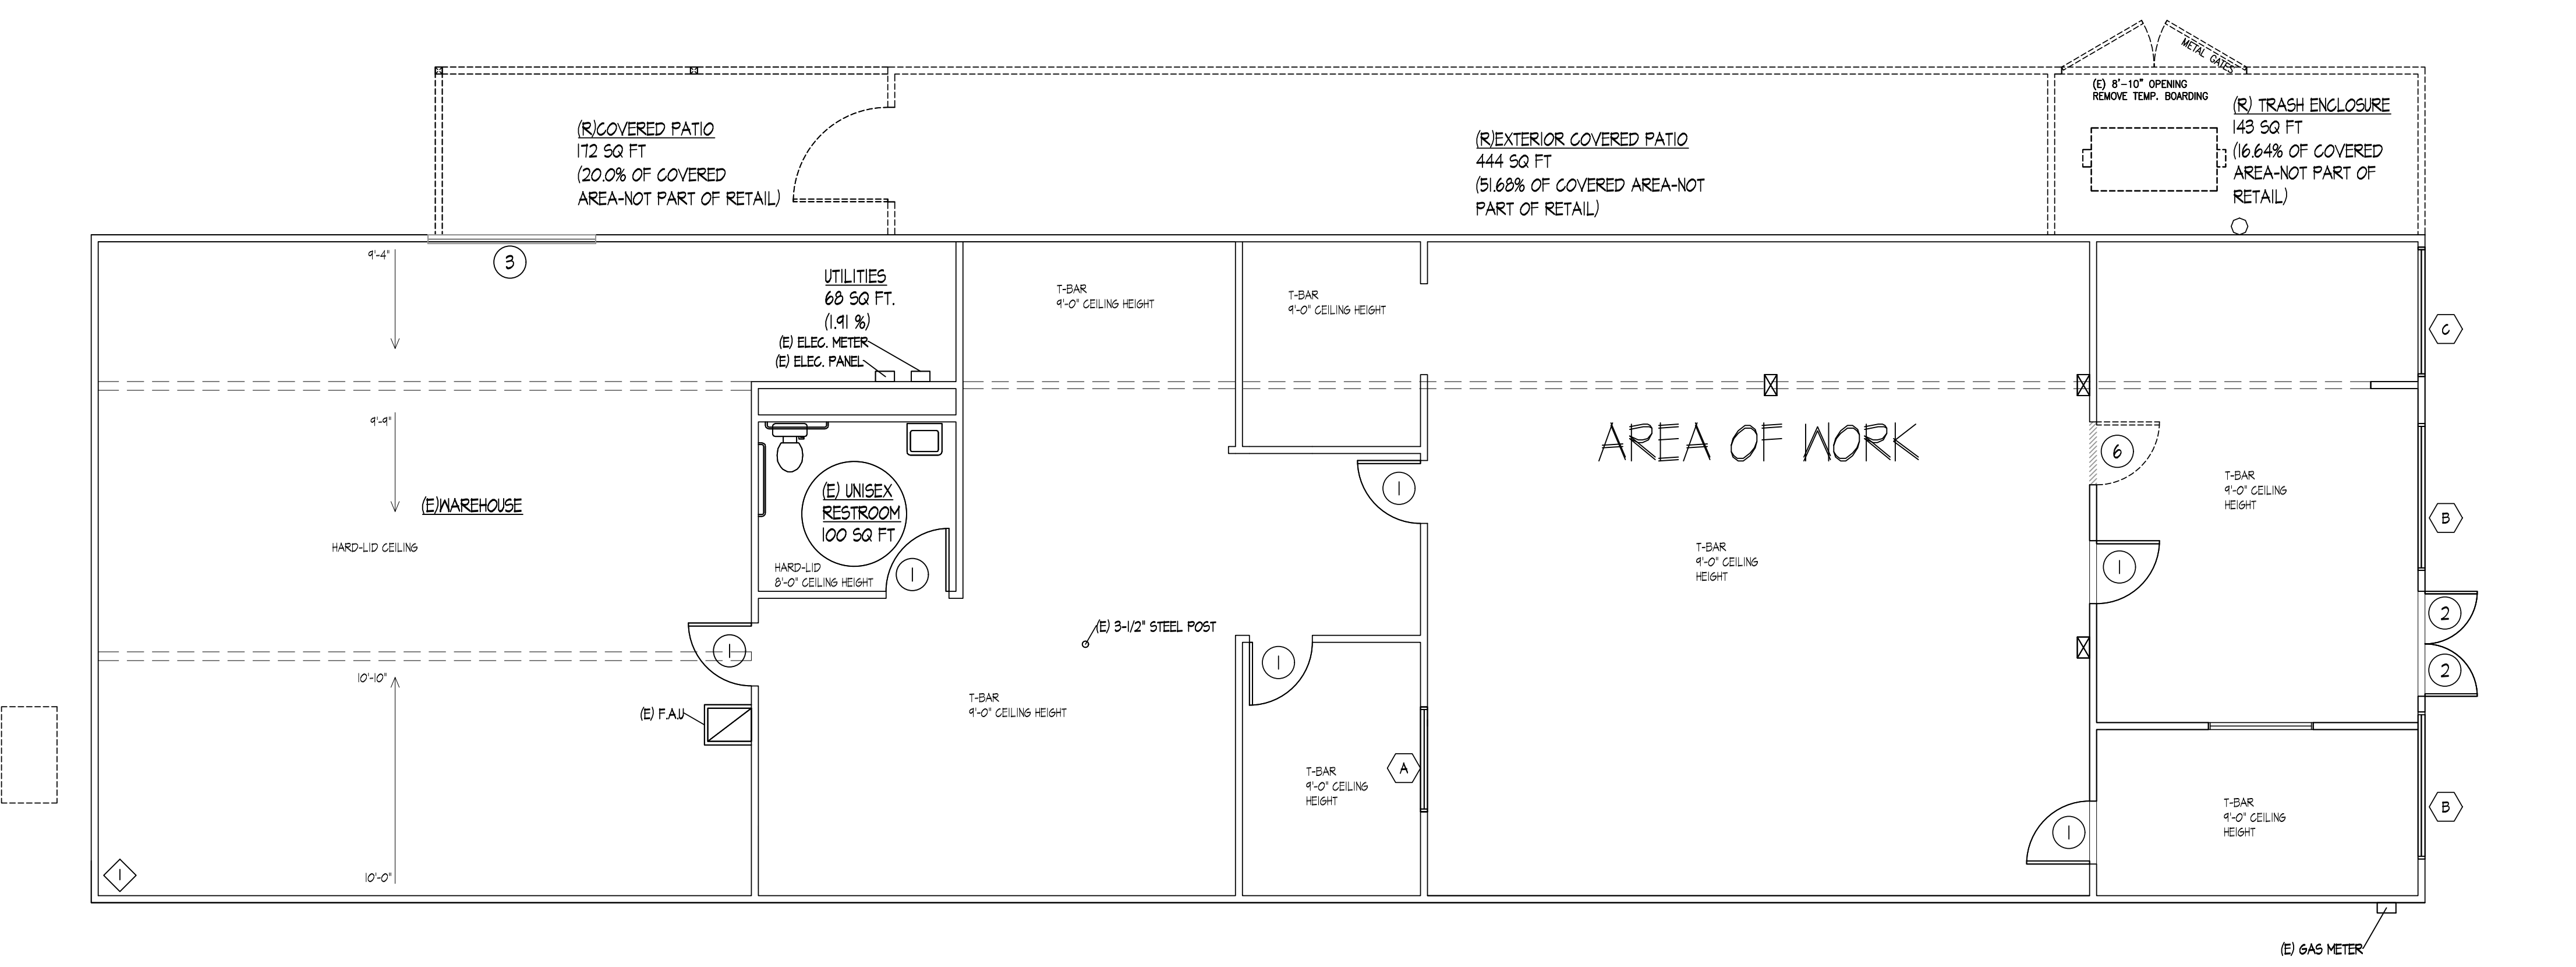 METAL GATES
(E) 8'-10" OPENING
REMOVE TEMP. BOARDING
(R) TRASH ENCLOSURE
143 SQ FT
(16.64% OF COVERED
AREA-NOT PART OF
RETAIL)
(R)COVERED PATIO
172 SQ FT
(20.0% OF COVERED
AREA-NOT PART OF RETAIL)
(R)EXTERIOR COVERED PATIO
444 SQ FT
(51.68% OF COVERED AREA-NOT
PART OF RETAIL)
9'-4"
3
UTILITIES
68 SQ FT.
(1.91 %)
(E) ELEC. METER
(E) ELEC. PANEL
T-BAR
9'-0" CEILING HEIGHT
T-BAR
9'-0" CEILING HEIGHT
C
9'-9"
AREA OF WORK
6
1
T-BAR
9'-0" CEILING
HEIGHT
B
(E)WAREHOUSE
HARD-LID CEILING
(E) UNISEX
RESTROOM
100 SQ FT
HARD-LID
8'-0" CEILING HEIGHT
1
T-BAR
9'-0" CEILING
HEIGHT
1
2
2
(E) 3-1/2" STEEL POST
1
1
10'-10"
(E) F.A.U
T-BAR
9'-0" CEILING HEIGHT
T-BAR
9'-0" CEILING
HEIGHT
A
1
T-BAR
9'-0" CEILING
HEIGHT
B
1
10'-0"
(E) GAS METER